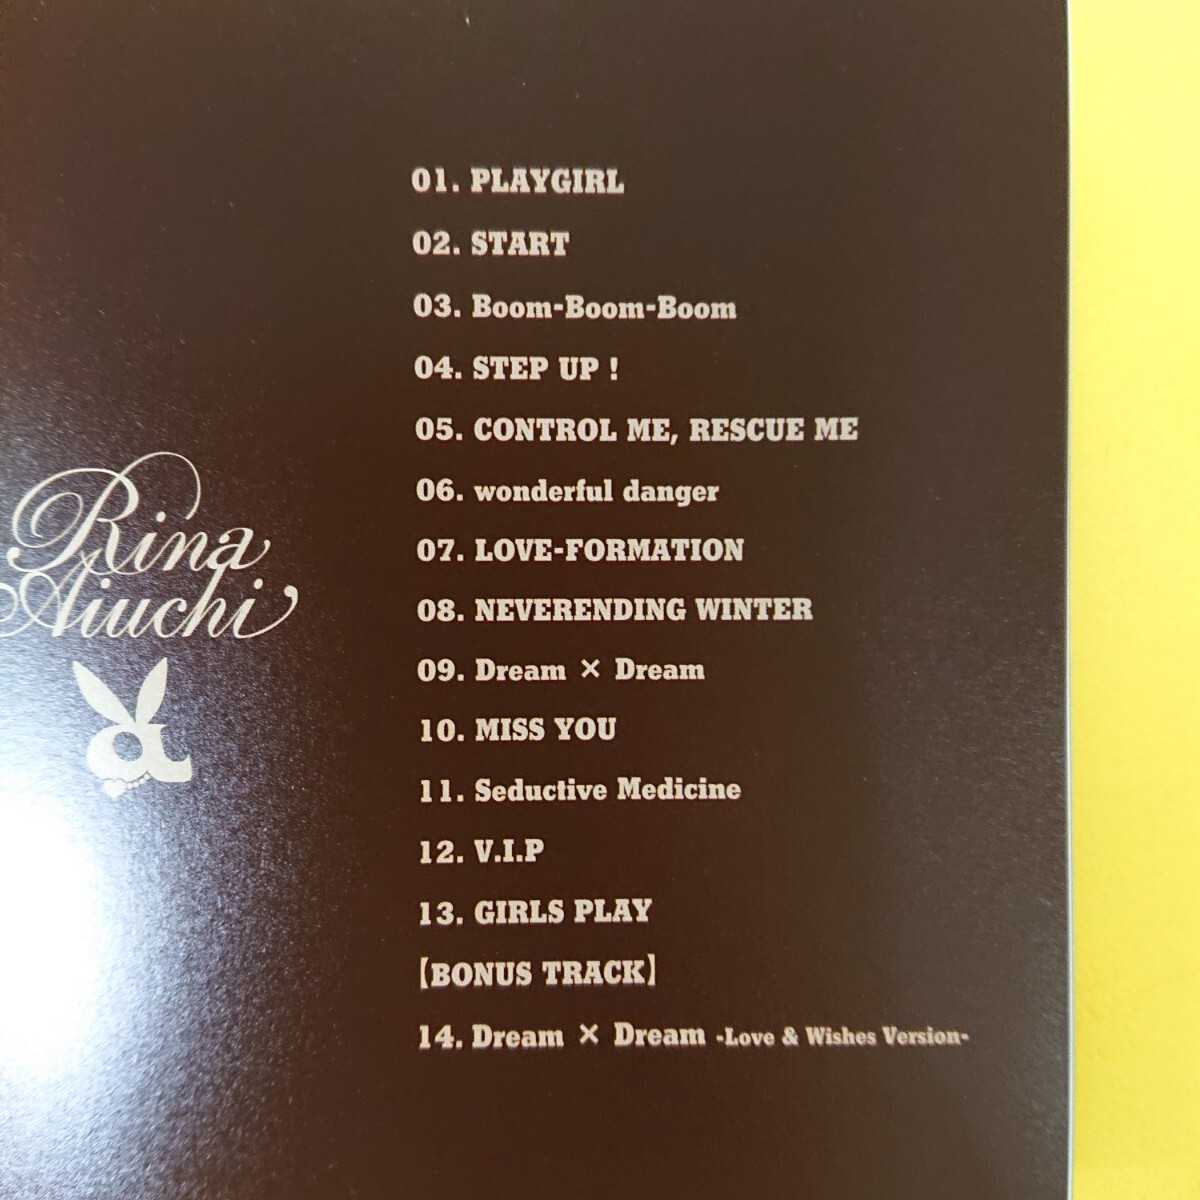 01. PLAYGIRL
02. START
03. Boom-Boom-Boom
04. STEP UP !
05. CONTROL ME, RESCUE ME
06. wonderful danger
07. LOVE-FORMATION
08. NEVERENDING WINTER
09. Dream × Dream
10. MISS YOU
11. Seductive Medicine
12. V.I.P
13. GIRLS PLAY
【BONUS TRACK】
14. Dream × Dream -Love & Wishes Version-
Rina
Aiuchi